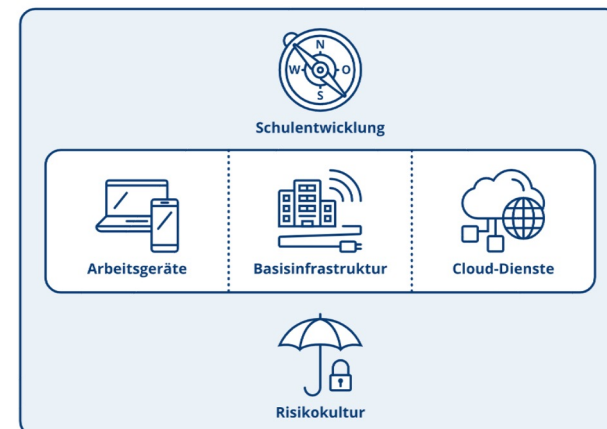 N
W O
S
Schulentwicklung
Arbeitsgeräte Basisinfrastruktur Cloud-Dienste
Risikokultur